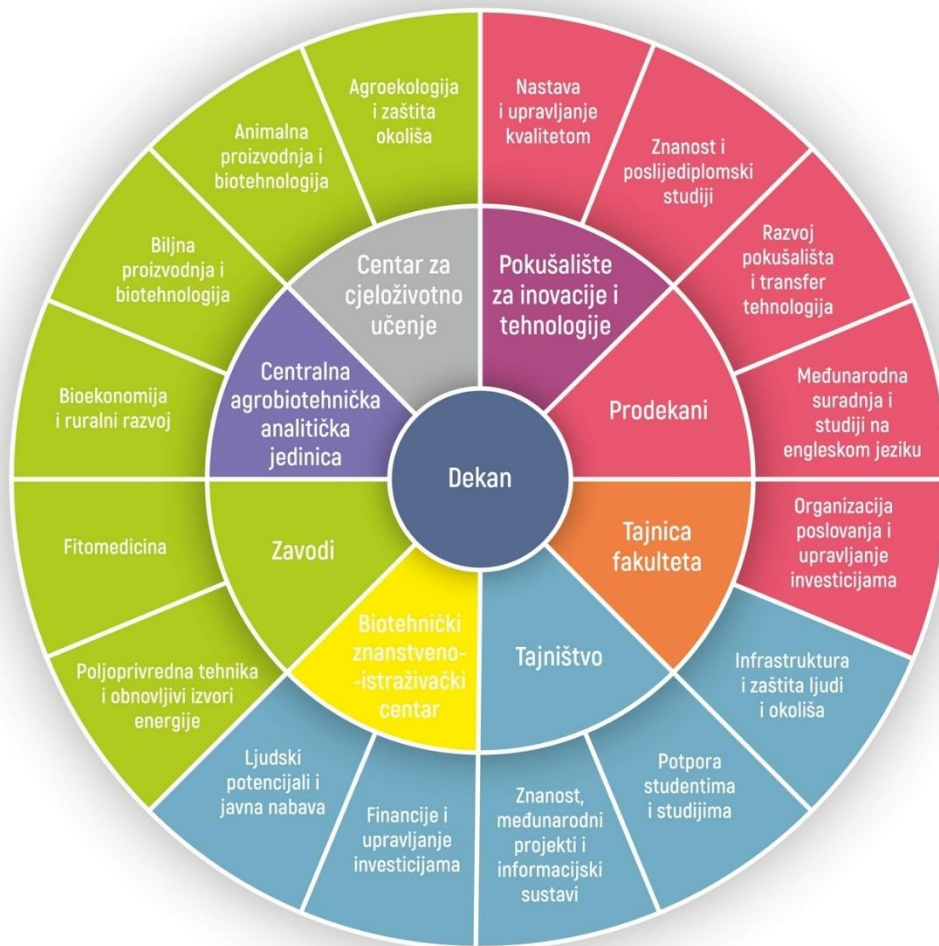 Agroekologija
i zaštita
okoliša
Nastava
i upravljanje
kvalitetom
Znanost i
poslijediplomski
studiji
Razvoj
pokušališta
i transfer
tehnologija
Međunarodna
suradnja i
studiji na
engleskom jeziku
Organizacija
poslovanja i
upravljanje
investicijama
Infrastruktura
i zaštita ljudi
i okoliša
Potpora
studentima
i studijima
Znanost,
međunarodni
projekti i
informacijski
sustavi
Financije i
upravljanje
investicijama
Ljudski
potencijali i
javna nabava
Poljoprivredna tehnika
i obnovljivi izvori
energije
Fitomedicina
Bioekonomija
i ruralni razvoj
Biljna
proizvodnja i
biotehnologija
Animalna
proizvodnja i
biotehnologija
Centar za
cjeloživotno
učenje
Pokušalište
za inovacije i
tehnologije
Prodekani
Tajnica
fakulteta
Tajništvo
Biotehnički
znanstveno-
-istraživački
centar
Zavodi
Centralna
agrobiotehnička
analitička
jedinica
Dekan